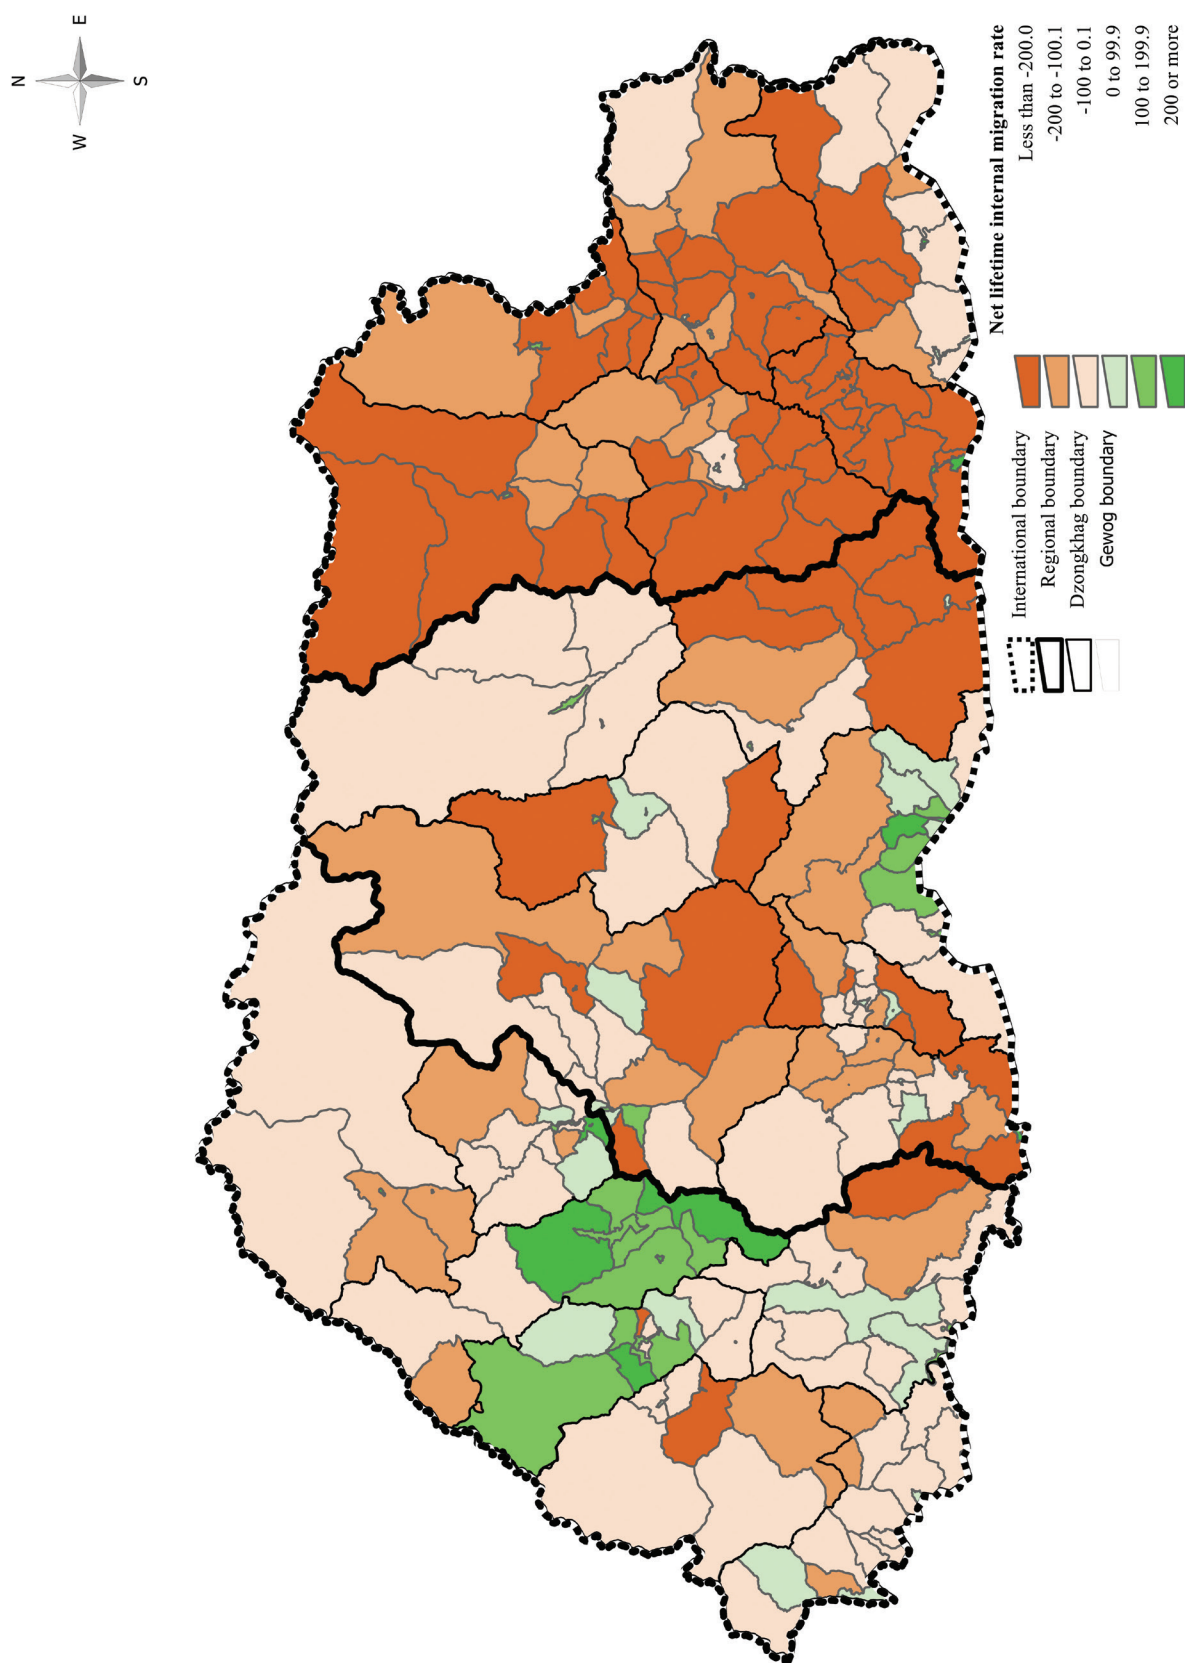 N
E
S
W
Net lifetime internal migration rate
Less than -200.0
-200 to -100.1
-100 to 0.1
0 to 99.9
100 to 199.9
200 or more
International boundary
Regional boundary
Dzongkhag boundary
Gewog boundary